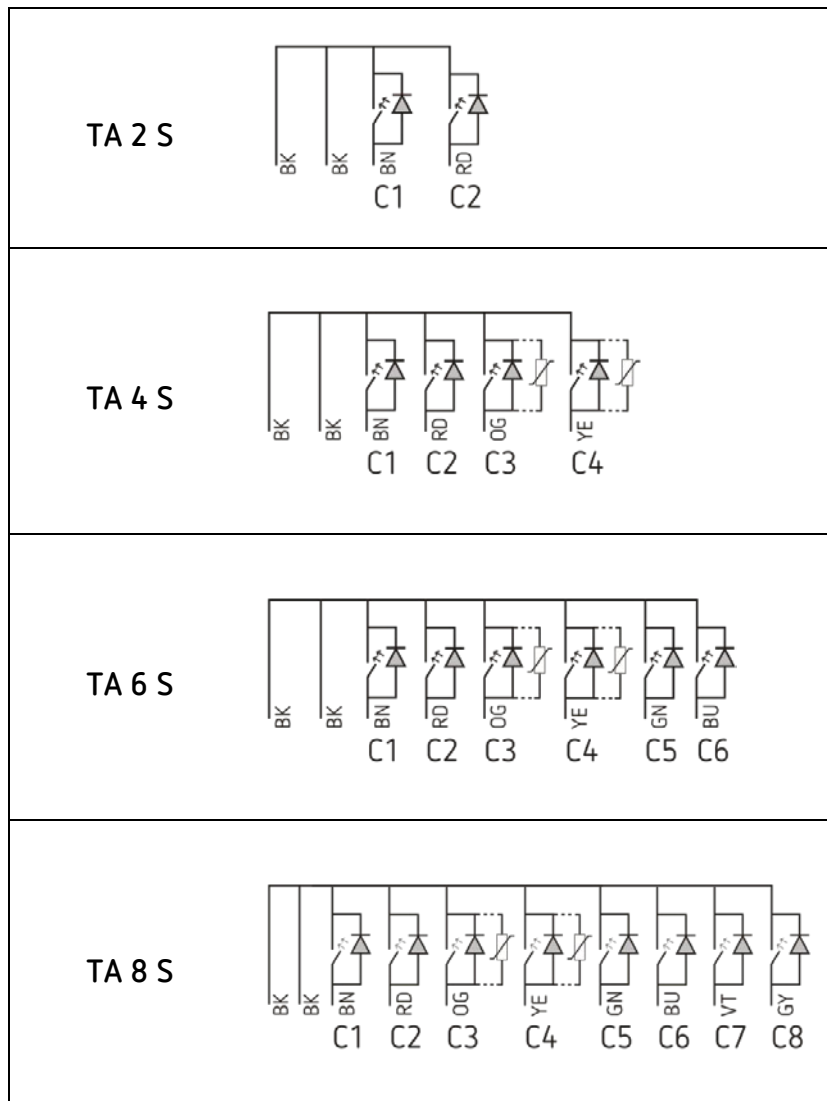 TA 2 S
BK BK BN RD
C1 C2
TA 4 S
BK BK BN RD OG YE
C1 C2 C3 C4
TA 6 S
BK BK BN RD OG YE GN BU
C1 C2 C3 C4 C5 C6
TA 8 S
BK BK BN RD OG YE GN BU VT GY
C1 C2 C3 C4 C5 C6 C7 C8